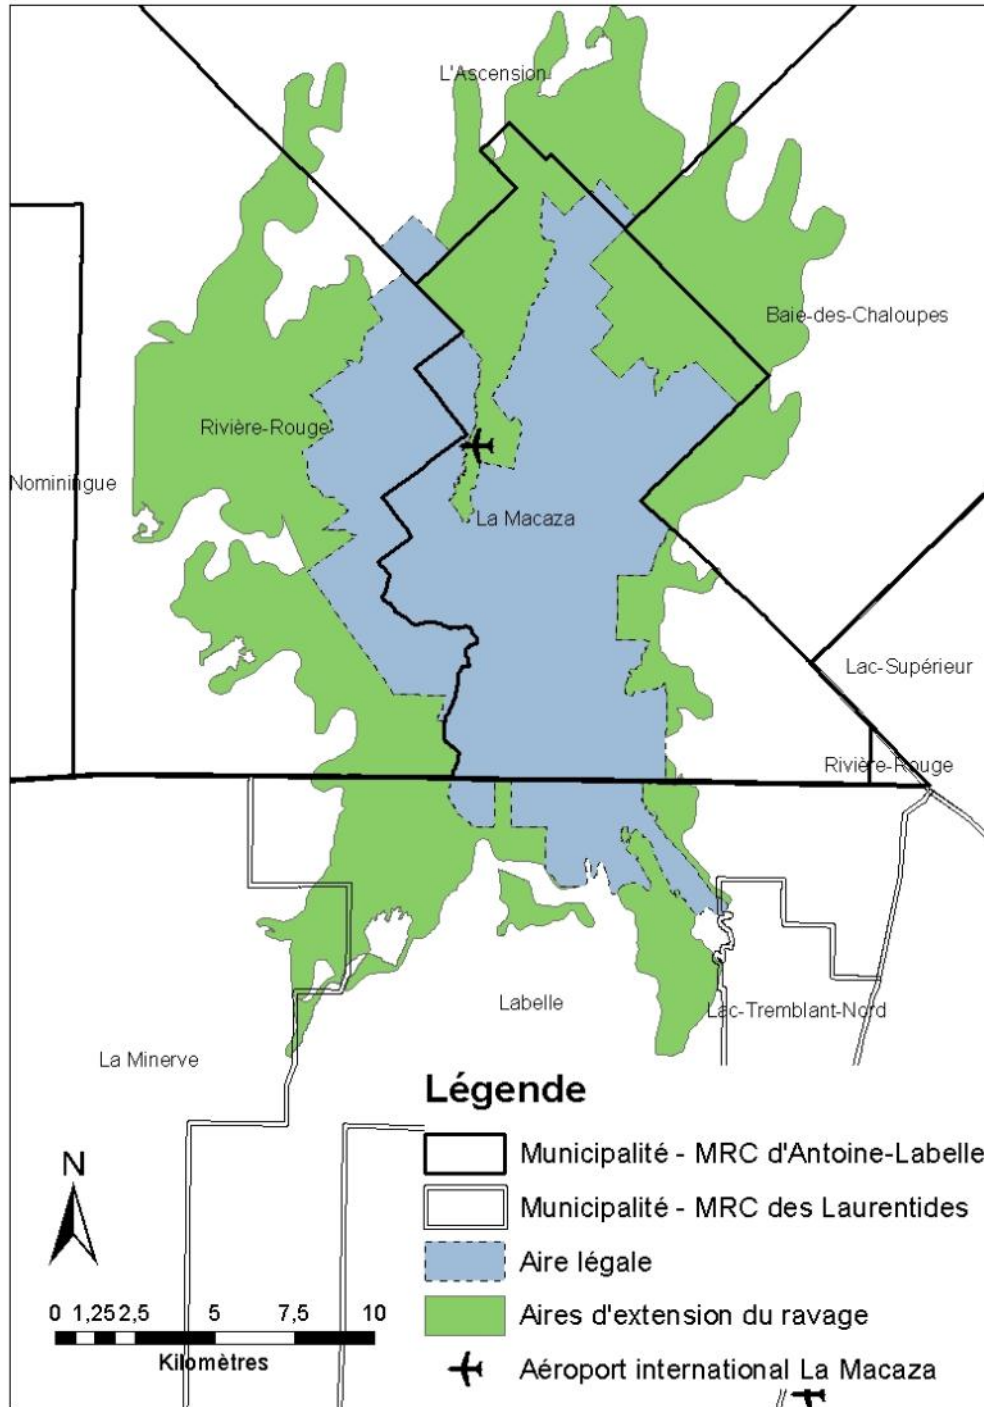 L'Ascension
Baie-des-Chaloupes
Rivière-Rouge
Nominingue
La Macaza
Lac-Supérieur
Rivière-Rouge
Labelle
Lac-Tremblant-Nord
La Minerve
Légende
Municipalité - MRC d'Antoine-Labelle
Municipalité - MRC des Laurentides
Aire légale
Aires d'extension du ravage
Aéroport international La Macaza
N
0 1,25 2,5 5 7,5 10
Kilomètres